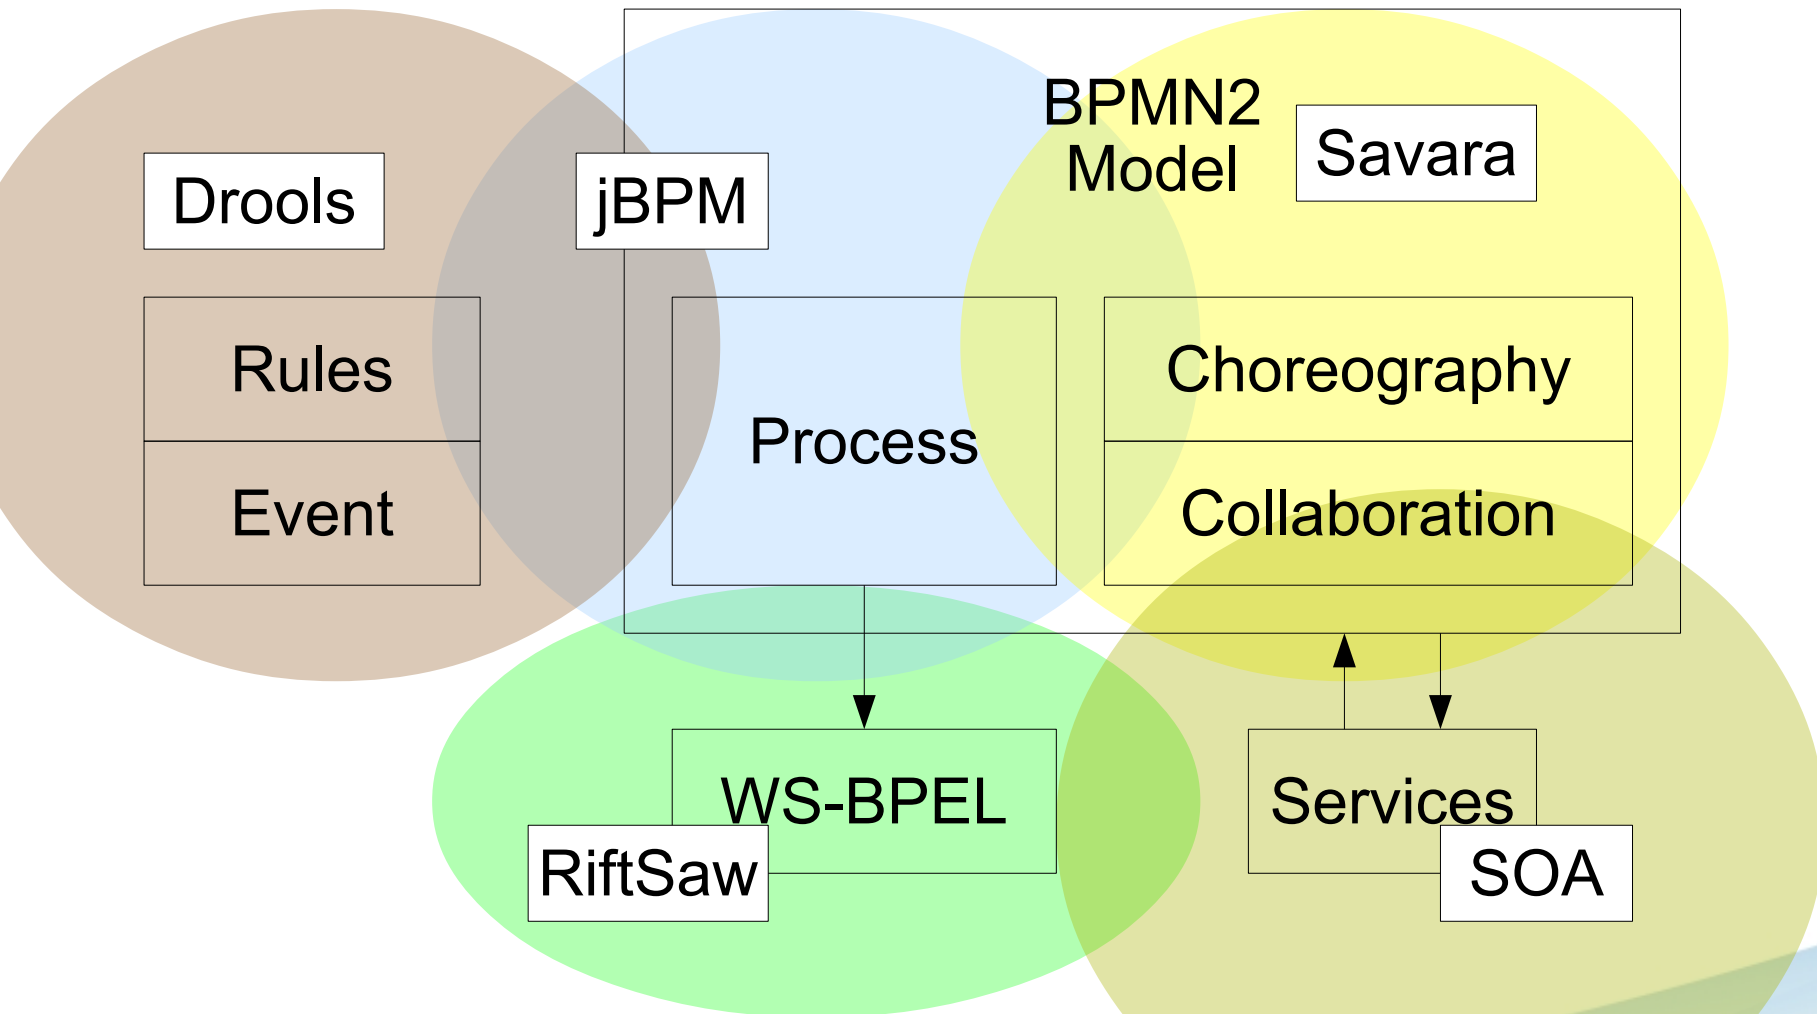 BPMN2
Model
Savara
Drools
jBPM
Rules
Process
Choreography
Event
Collaboration
WS-BPEL
Services
RiftSaw
SOA